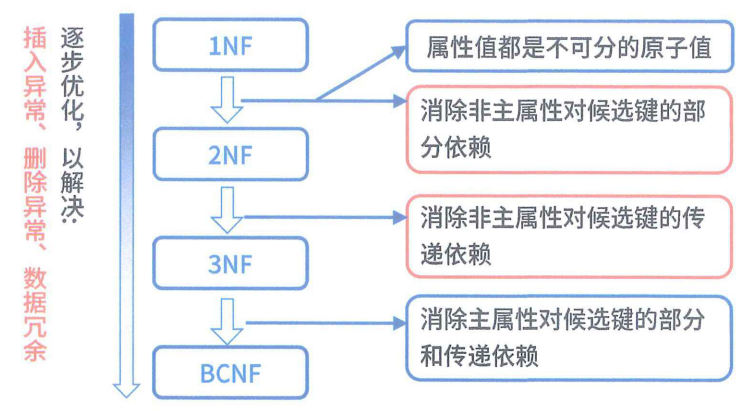 逐步优化，以解决：
插入异常、删除异常、数据冗余
1NF
属性值都是不可分的原子值
消除非主属性对候选键的部
分依赖
2NF
消除非主属性对候选键的传
递依赖
3NF
消除主属性对候选键的部分
和传递依赖
BCNF